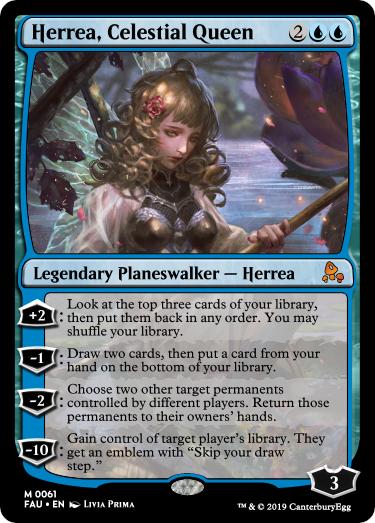 Herrea, Celestial Queen 2
Legendary Planeswalker — Herrea
+2 : Look at the top three cards of your library,
then put them back in any order. You may
shuffle your library.
-1 : Draw two cards, then put a card from your
hand on the bottom of your library.
-2 : Choose two other target permanents
controlled by different players. Return those
permanents to their owners' hands.
-10 : Gain control of target player's library. They
get an emblem with “Skip your draw
step.”
3
M 0061
FAU • EN LIVIA PRIMA
™ & © 2019 CanterburyEgg